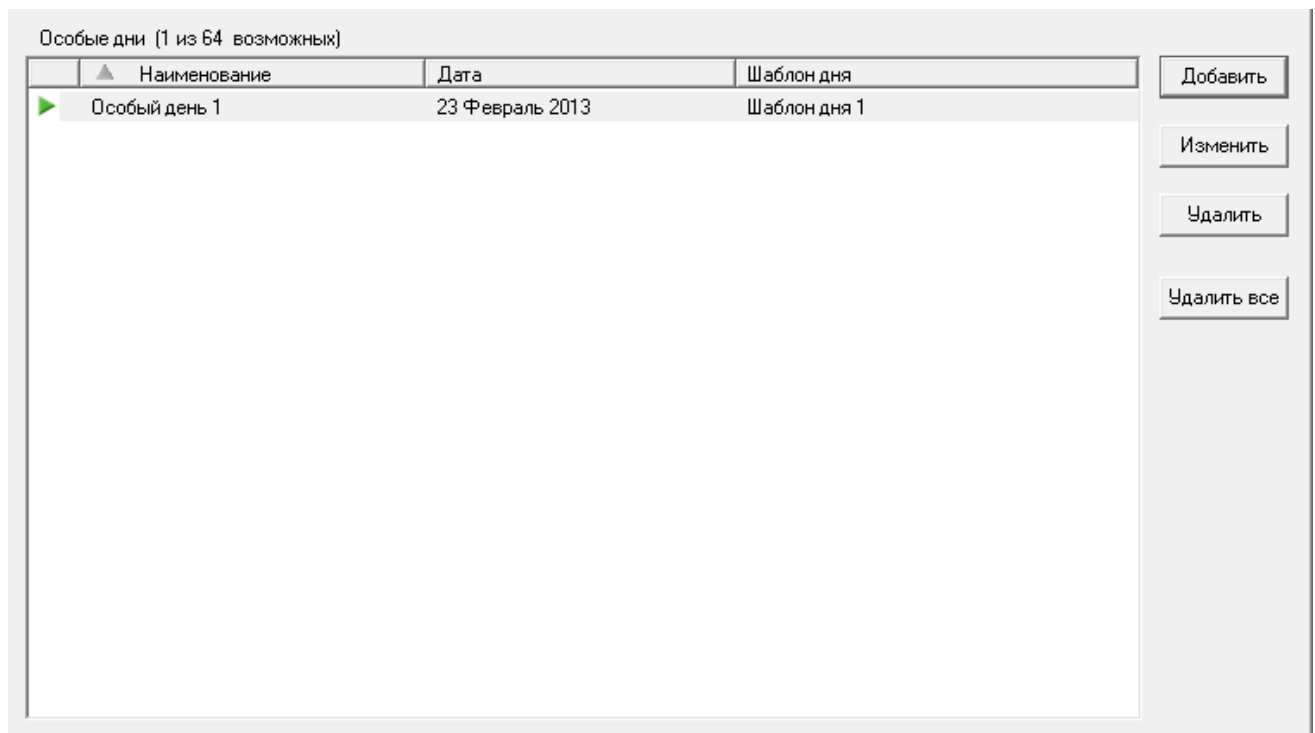 Особые дни (1 из 64 возможных)
Наименование Дата Шаблон дня
Особый день 1 23 Февраль 2013 Шаблон дня 1
Добавить
Изменить
Удалить
Удалить все